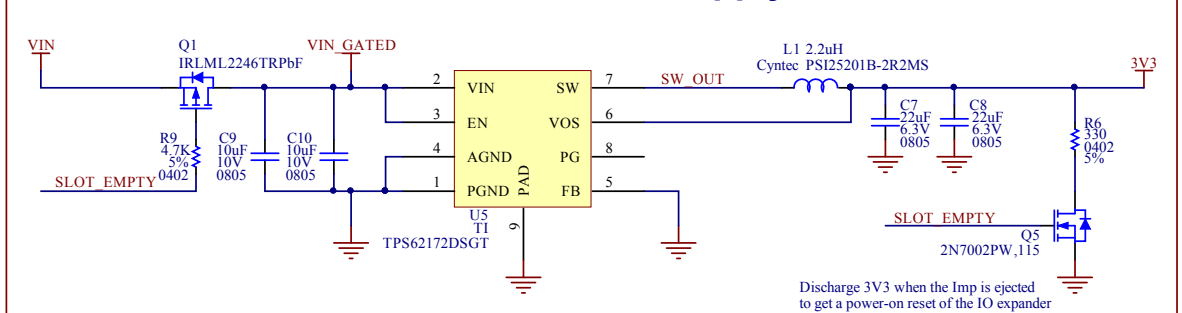 VIN
Q1
IRLML2246TRPbF
VIN_GATED
R9
4.7K
5%
0402
SLOT_EMPTY
C9
10uF
10V
0805
C10
10uF
10V
0805
2
VIN
3
EN
4
AGND
1
PGND
PAD
9
SW
7
VOS
6
PG
8
FB
5
U5
TI
TPS62172DSGT
SW_OUT
L1 2.2uH
Cyntec PSI25201B-2R2MS
C7
22uF
6.3V
0805
C8
22uF
6.3V
0805
3V3
R6
330
0402
5%
SLOT_EMPTY
Q5
2N7002PW,115
Discharge 3V3 when the Imp is ejected
to get a power-on reset of the IO expander